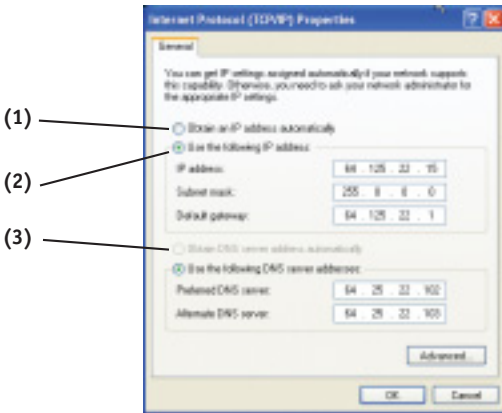 Internet Protocol (TCP/IP) Properties
General
You can get IP settings assigned automatically if your network supports
this capability. Otherwise, you need to ask your network administrator for
the appropriate IP settings.
(1)
Obtain an IP address automatically
(2)
Use the following IP address:
IP address: 64 . 125 . 22 . 15
Subnet mask: 255 . 0 . 0 . 0
Default gateway: 64 . 125 . 22 . 1
(3)
Obtain DNS server address automatically
Use the following DNS server addresses:
Preferred DNS server: 64 . 25 . 22 . 102
Alternate DNS server: 64 . 25 . 22 . 103
Advanced...
OK
Cancel